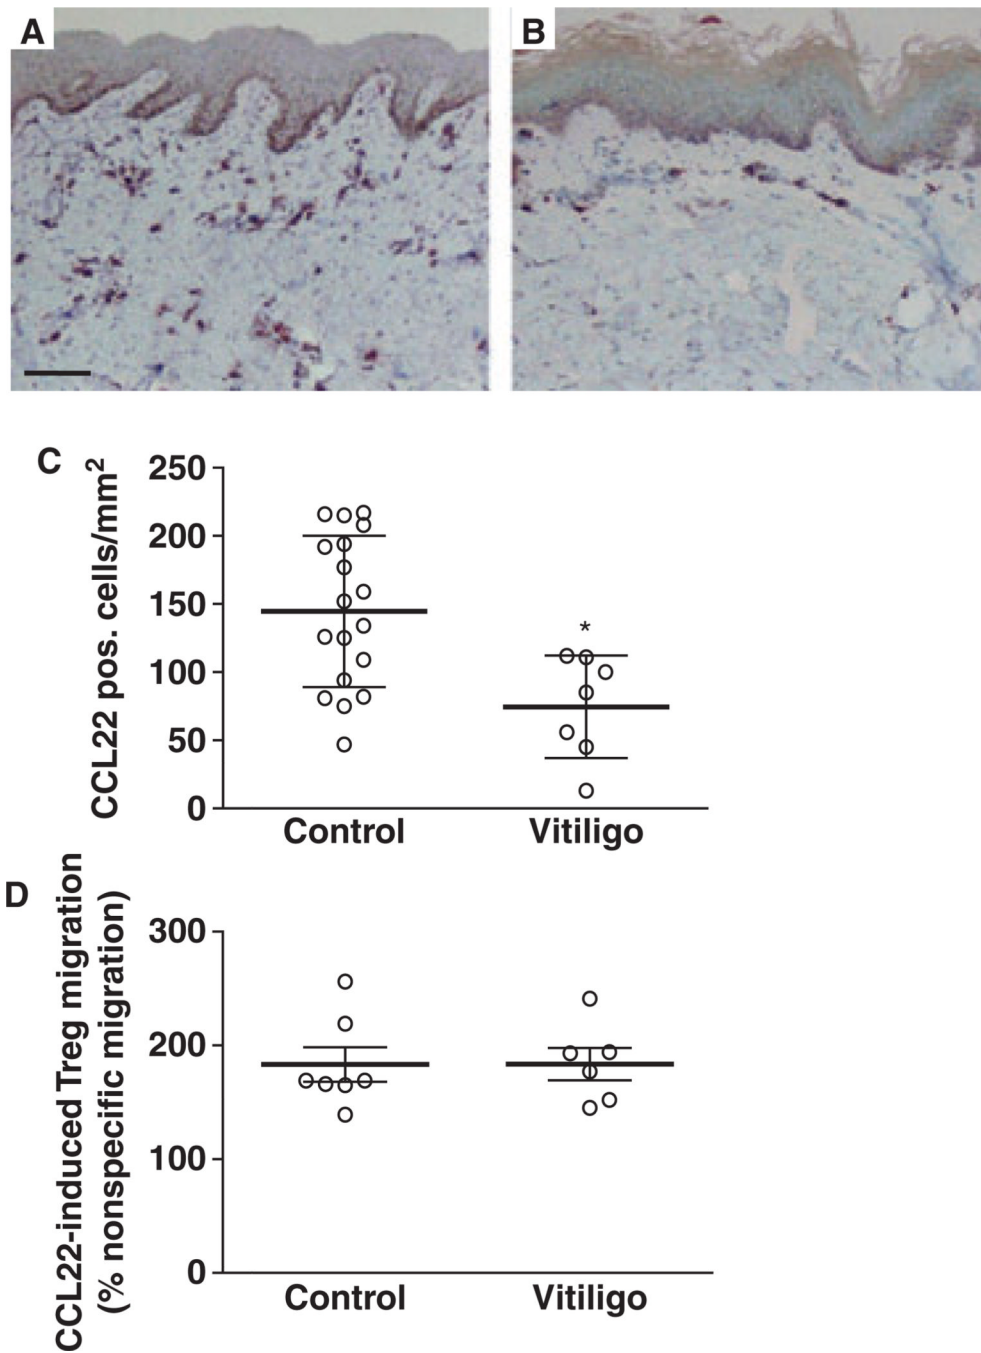 A
B
C
CCL22 pos. cells/mm²
250
200
150
100
50
0
*
Control
Vitiligo
D
CCL22-induced Treg migration
(% nonspecific migration)
300
200
100
0
Control
Vitiligo